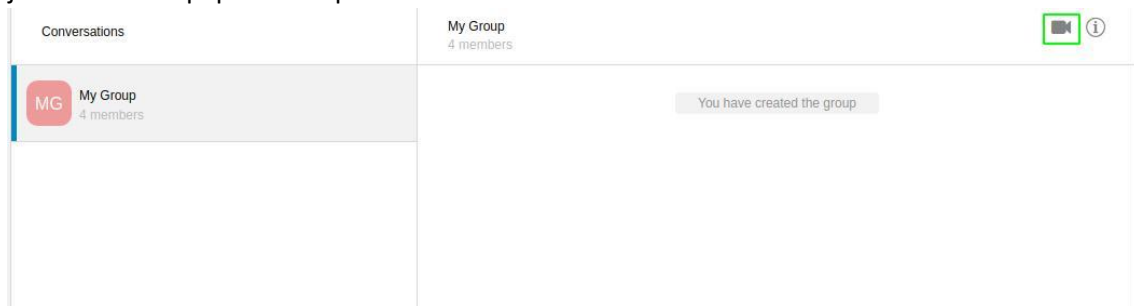 Conversations
My Group
4 members
MG
My Group
4 members
You have created the group